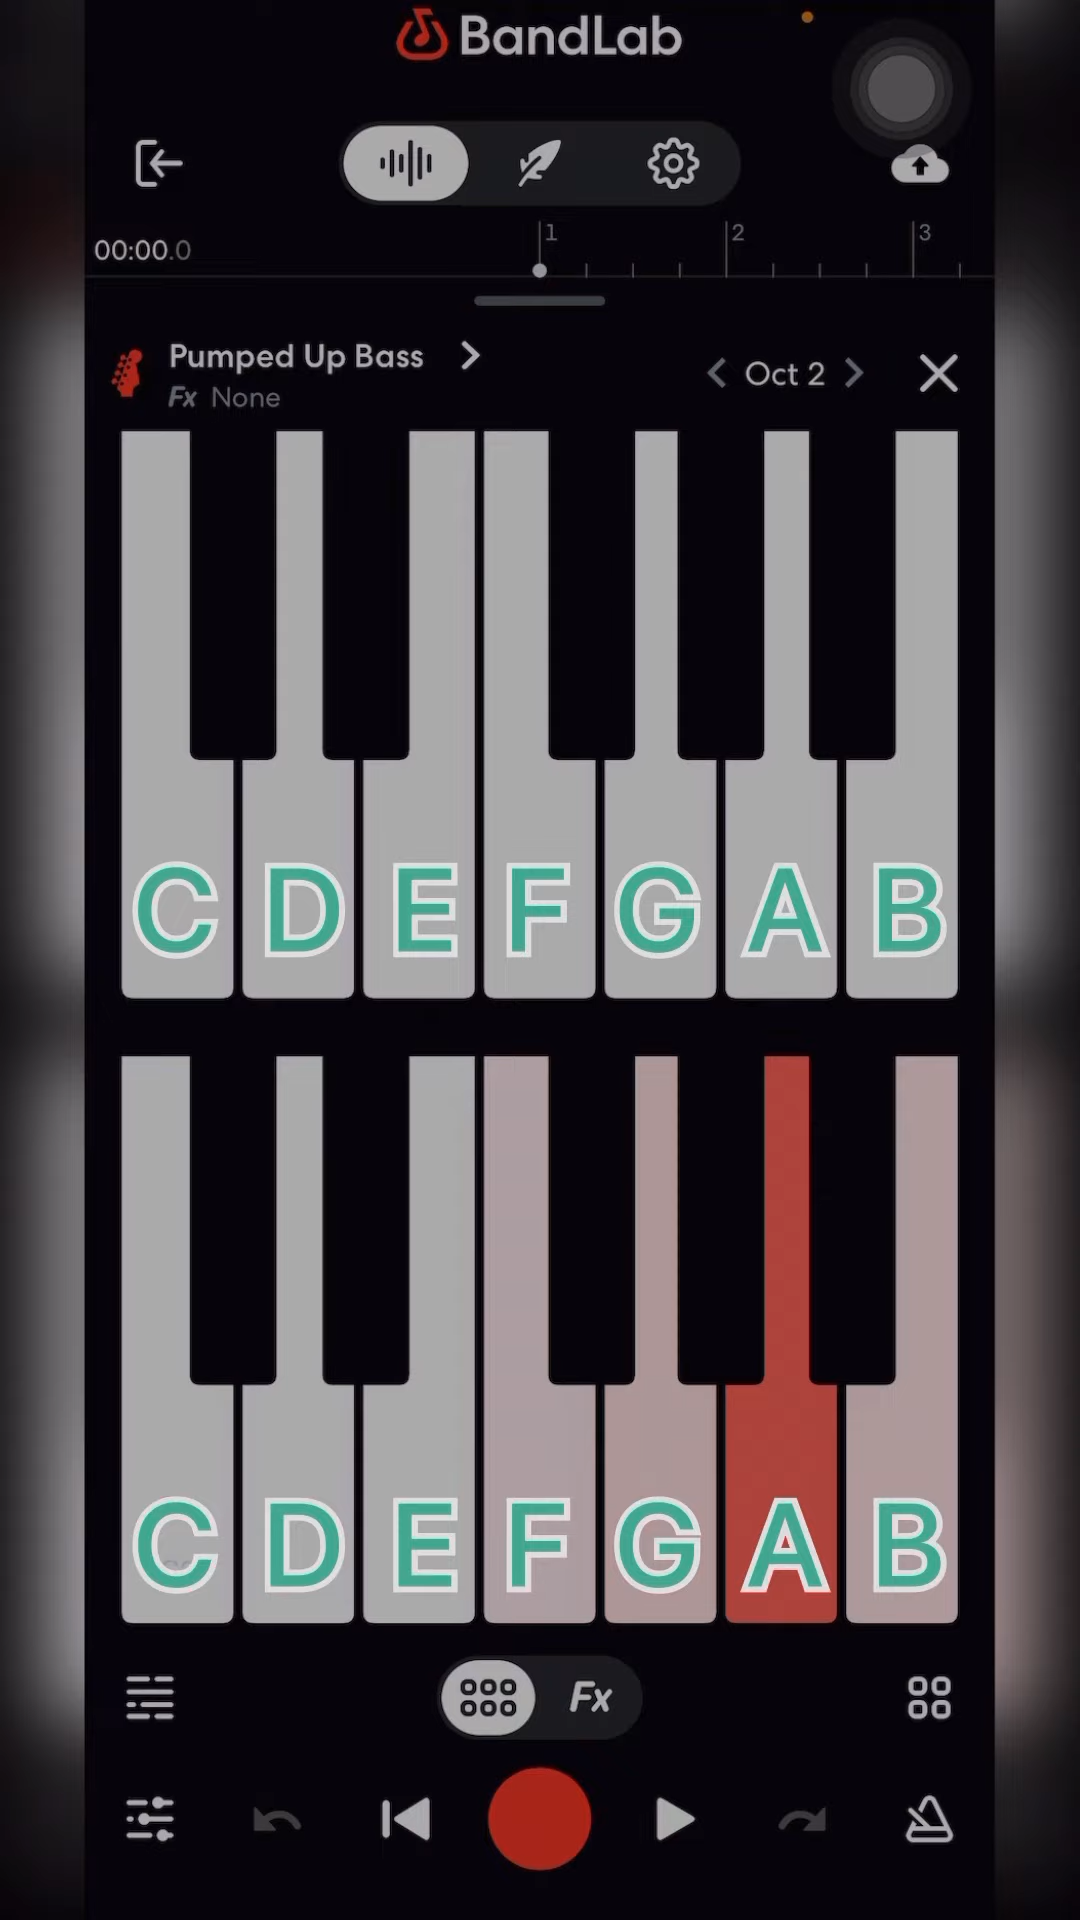 BandLab
00:00.0
1
2
3
Pumped Up Bass
Fx None
Oct 2
C D E F G A B
C D E F G A B
Fx